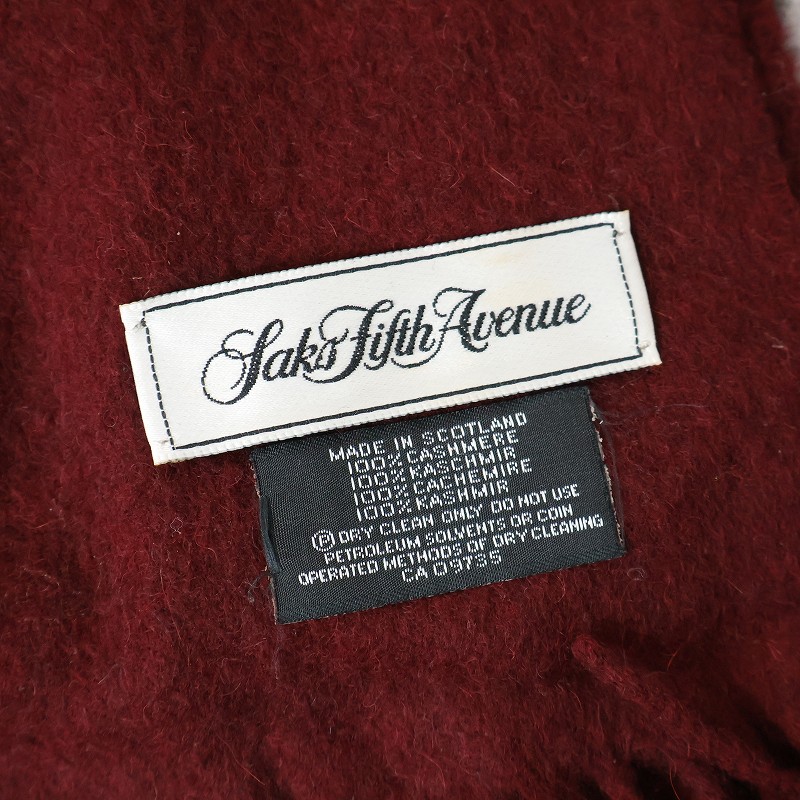 Saks Fifth Avenue
MADE IN SCOTLAND
100% CASHMERE
100% KASCHMIR
100% CACHEMIRE
100% KASHMIR
Ⓟ DRY CLEAN ONLY DO NOT USE
PETROLEUM SOLVENTS OR COIN
OPERATED METHODS OF DRY CLEANING
CA 09735